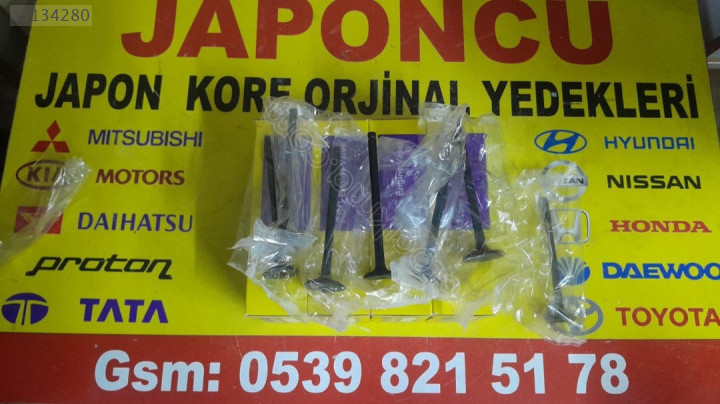 134280
JAPONCU
JAPON KORE ORJİNAL YEDEKLERİ
MITSUBISHI
HYUNDAI
KIA MOTORS
NISSAN
DAIHATSU
HONDA
proton
DAEWOO
TATA
TOYOTA
Gsm: 0539 821 51 78